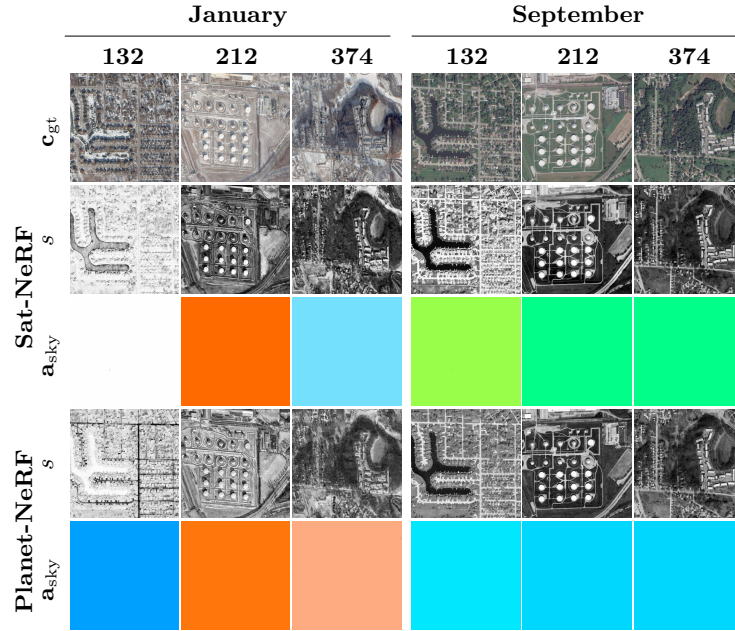 January September
132 212 374 132 212 374
c_gt
Sat-NeRF
s
a_sky
Planet-NeRF
s
a_sky